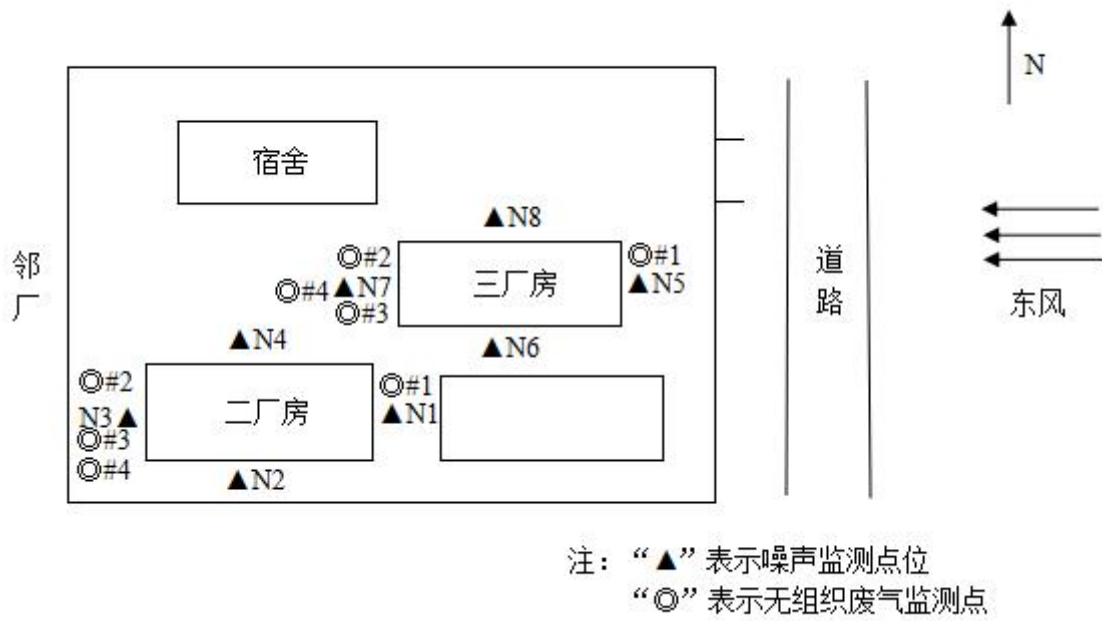 N
宿舍
▲N8
◎#2
三厂房
◎#1
邻厂
◎#4
▲N7
▲N5
道路
◎#3
东风
▲N4
▲N6
◎#2
◎#1
N3▲
二厂房
▲N1
◎#3
◎#4
▲N2
注：“▲”表示噪声监测点位
“◎”表示无组织废气监测点